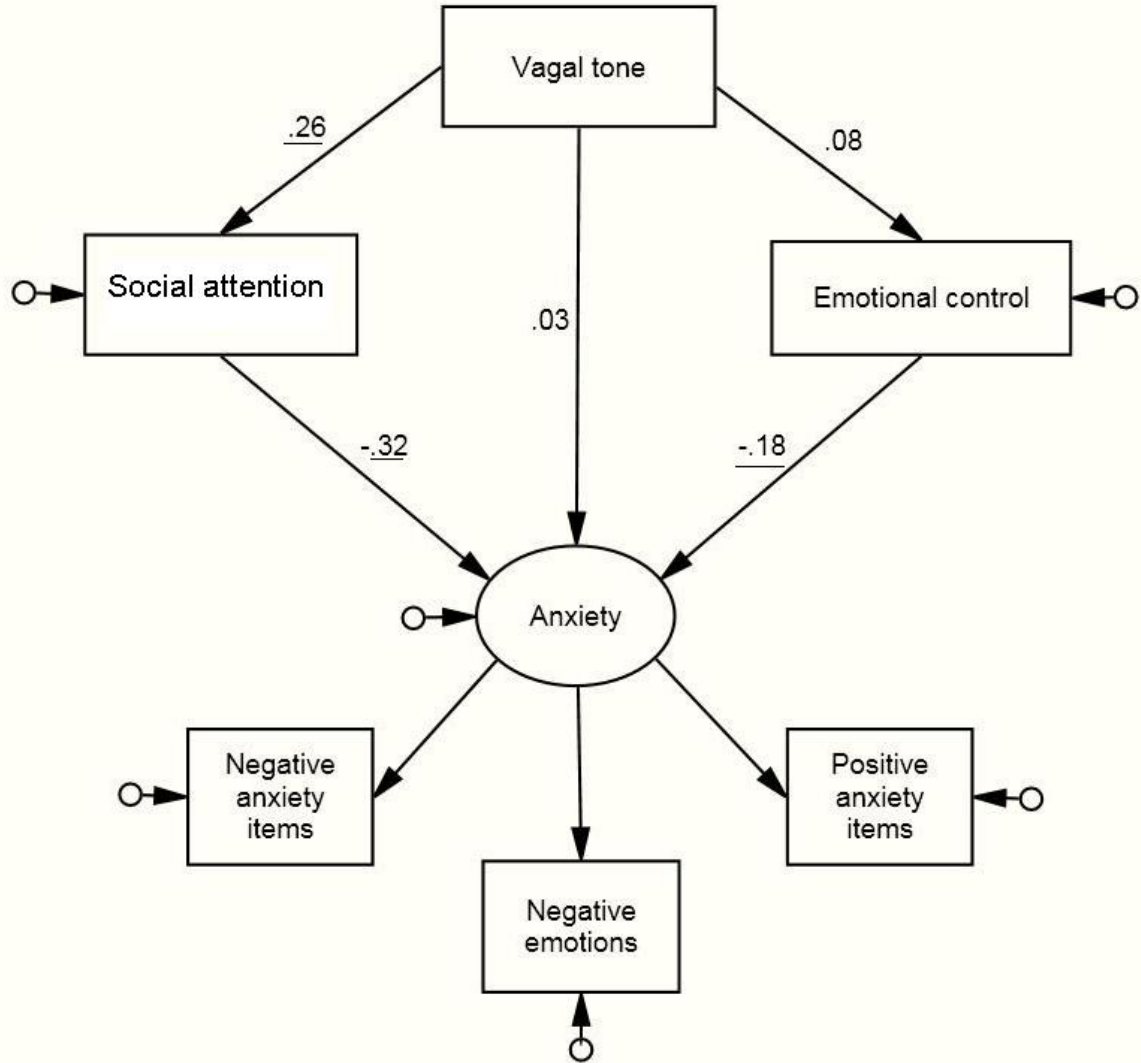 Vagal tone
.26
.08
Social attention
Emotional control
.03
-.32
-.18
Anxiety
Negative
anxiety
items
Positive
anxiety
items
Negative
emotions